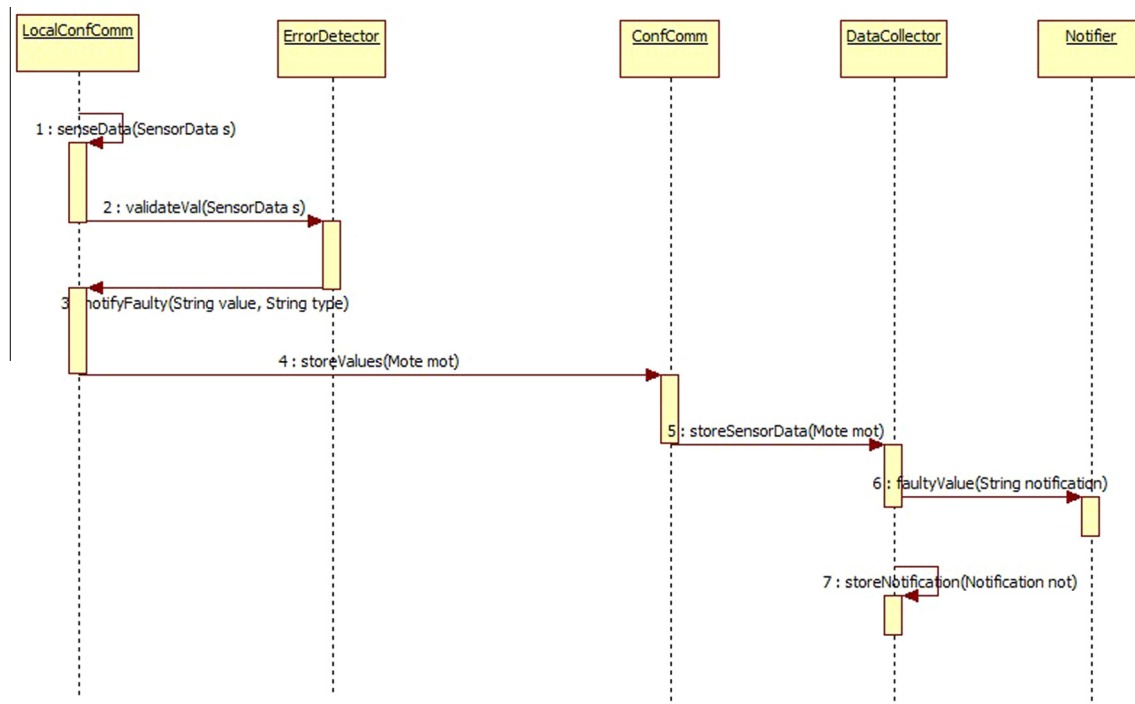 LocalConfComm
ErrorDetector
ConfComm
DataCollector
Notifier
1 : senseData(SensorData s)
2 : validateVal(SensorData s)
3 : notifyFaulty(String value, String type)
4 : storeValues(Mote mot)
5 : storeSensorData(Mote mot)
6 : faultyValue(String notification)
7 : storeNotification(Notification not)